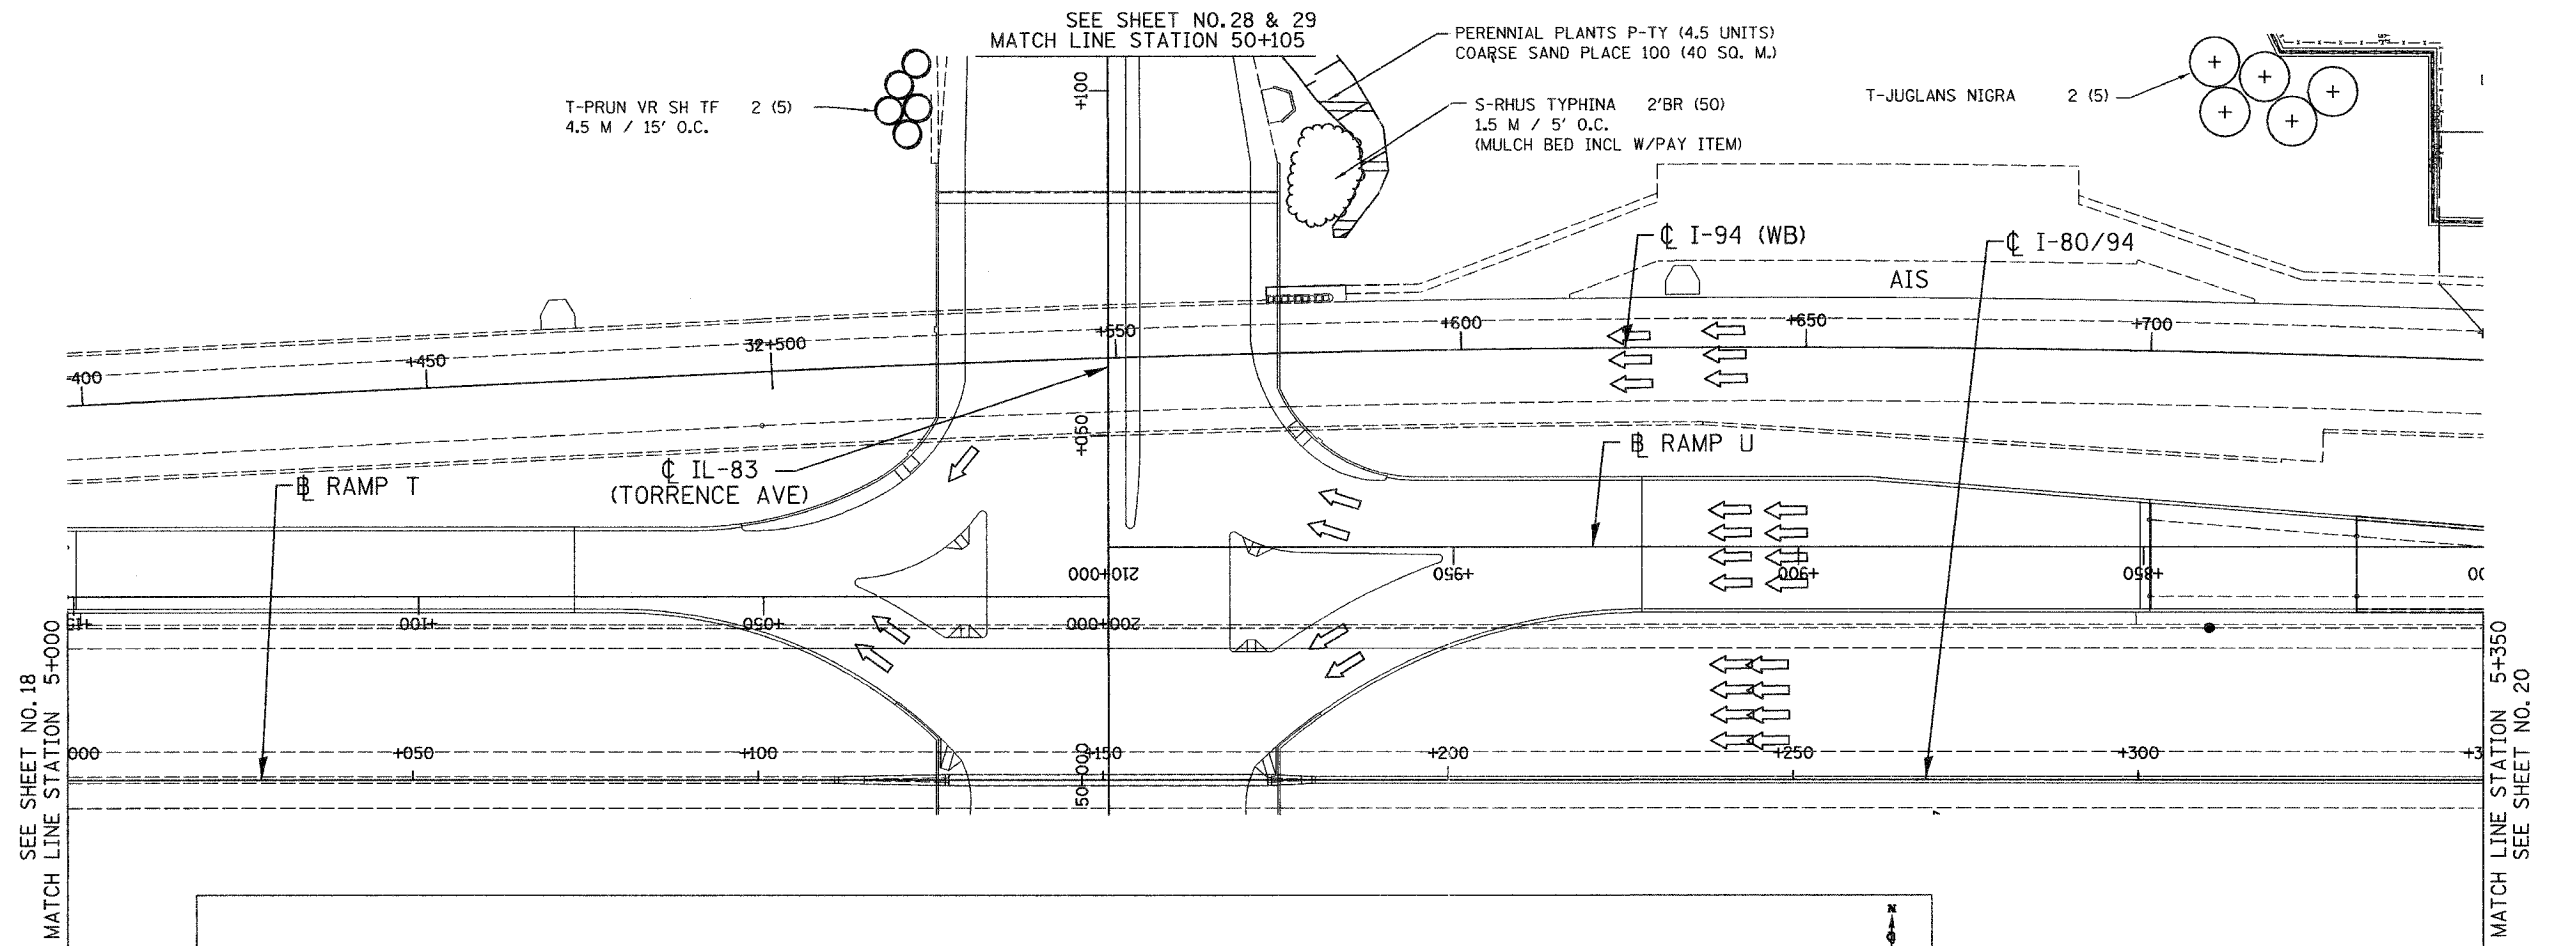 SEE SHEET NO. 28 & 29
MATCH LINE STATION 50+105
PERENNIAL PLANTS P-TY (4.5 UNITS)
COARSE SAND PLACE 100 (40 SQ. M.)
T-PRUN VR SH TF 2 (5)
4.5 M / 15' O.C.
+100
S-RHUS TYPHINA 2'BR (50)
1.5 M / 5' O.C.
(MULCH BED INCL W/PAY ITEM)
T-JUGLANS NIGRA 2 (5)
℄ I-94 (WB)
℄ I-80/94
AIS
-400
+450
32+500
+550
+600
+650
+700
+050
℄ IL-83
(TORRENCE AVE)
B̲L RAMP T
B̲L RAMP U
210+000
+950
+900
+850
00
+100
+050
200+000
000
+050
+100
+150
+200
+250
+300
+3
50+000
SEE SHEET NO. 18
MATCH LINE STATION 5+000
MATCH LINE STATION 5+350
SEE SHEET NO. 20
N